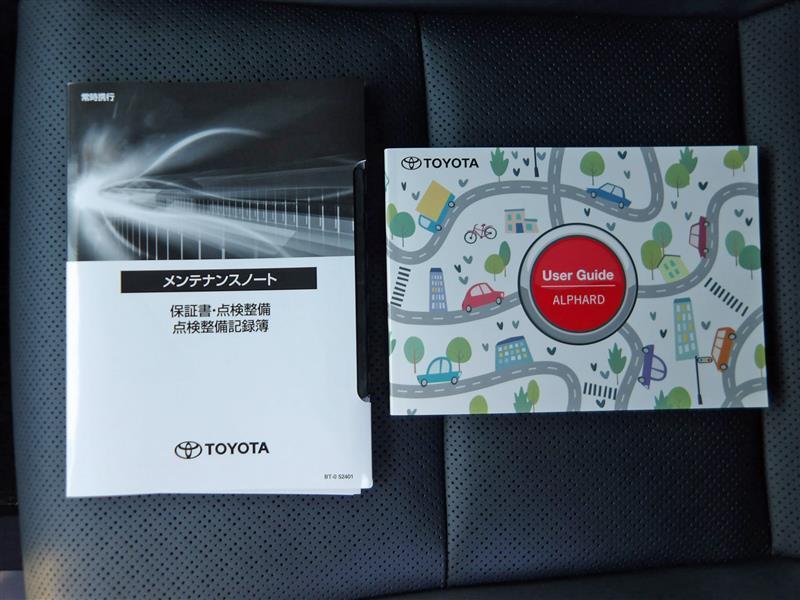 常時携行
メンテナンスノート
保証書・点検整備
点検整備記録簿
TOYOTA
BT-0 S2401
TOYOTA
User Guide
ALPHARD